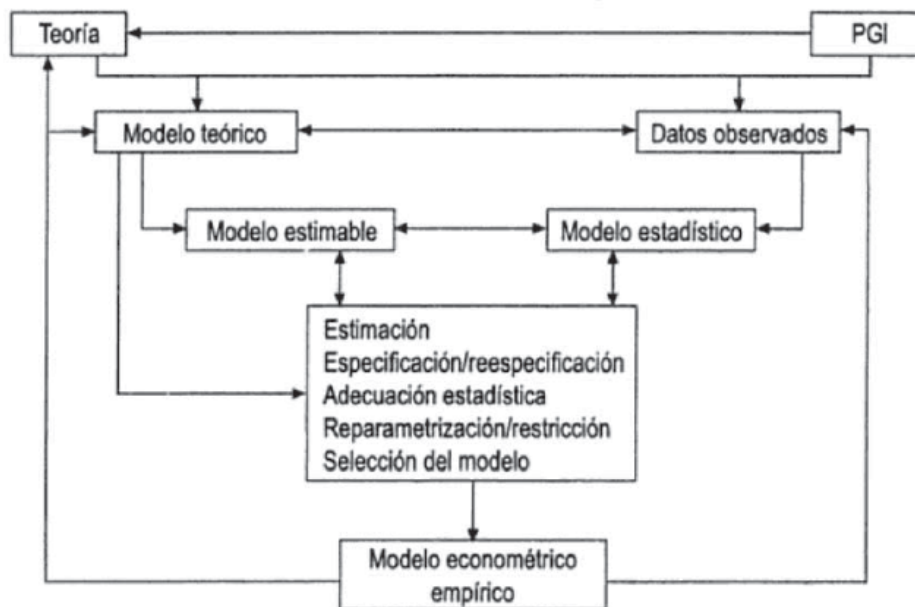 Teoría
PGI
Modelo teórico
Datos observados
Modelo estimable
Modelo estadístico
Estimación
Especificación/reespecificación
Adecuación estadística
Reparametrización/restricción
Selección del modelo
Modelo econométrico
empírico